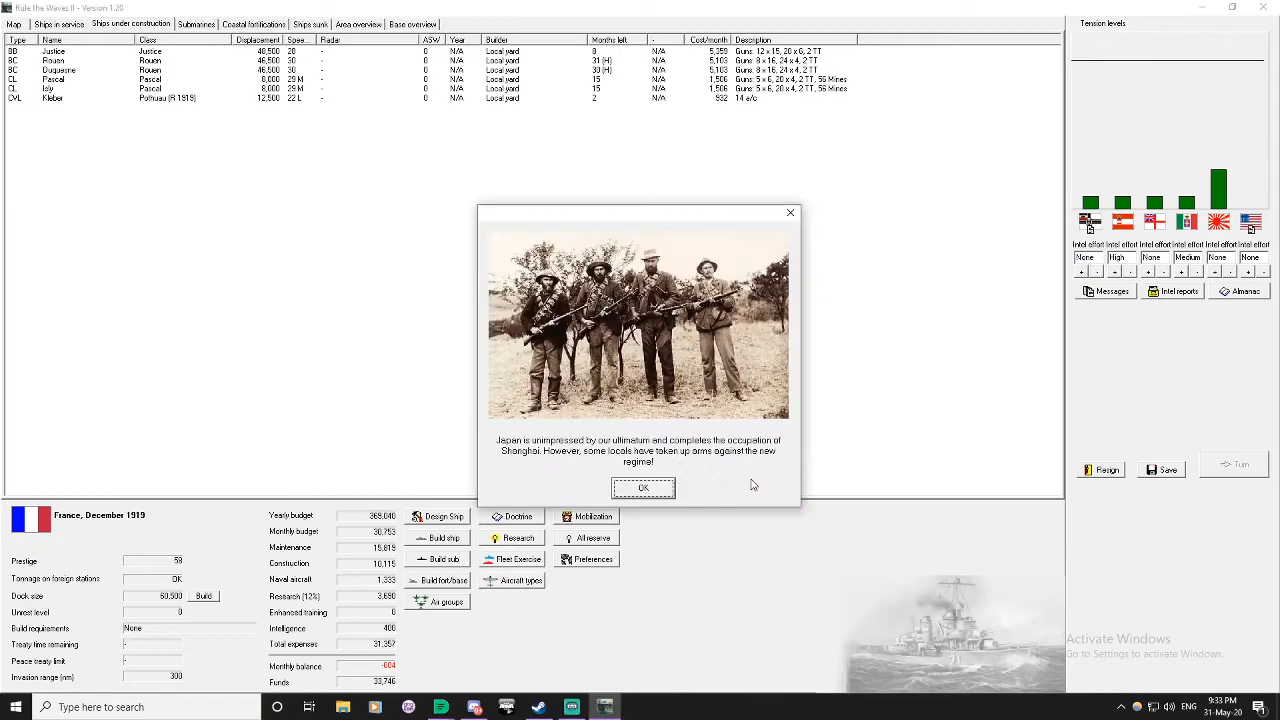 Rule the Waves II - Version 1.20
Map Ships in service Ships under construction Submarines Coastal fortifications Ships sunk Area overview Base overview
Type Name Class Displacement Spee... Radar ASW Year Builder Months left - Cost/month Description
BB Justice Justice 48,500 28 - 0 N/A Local yard 8 N/A 5,359 Guns: 12 x 15, 20 x 6, 2 TT
BC Rouen Rouen 46,500 30 - 0 N/A Local yard 31 (H) N/A 5,103 Guns: 8 x 16, 24 x 4, 2 TT
BC Duquesne Rouen 46,500 30 - 0 N/A Local yard 30 (H) N/A 5,103 Guns: 8 x 16, 24 x 4, 2 TT
CL Pascal Pascal 8,000 29 M - 0 N/A Local yard 15 N/A 1,506 Guns: 5 x 6, 20 x 4, 2 TT, 56 Mines
CL Isly Pascal 8,000 29 M - 0 N/A Local yard 15 N/A 1,506 Guns: 5 x 6, 20 x 4, 2 TT, 56 Mines
CVL Kleber Pothuau (R 1919) 12,500 22 L - 0 N/A Local yard 2 N/A 932 14 a/c
Tension levels
Intel effort Intel effort Intel effort Intel effort Intel effort Intel effort
None High None Medium None None
+ - + - + - + - + - + -
Messages Intel reports Almanac
Resign Save Turn
Japan is unimpressed by our ultimatum and completes the occupation of
Shanghai. However, some locals have taken up arms against the new
regime!
OK
France, December 1919
Prestige 58
Tonnage on foreign stations OK
Dock size 60,500 Build
Unrest level 0
Build requirements None
Treaty time remaining -
Peace treaty limit -
Invasion range [nm] 300
Yearly budget 369,040
Monthly budget 30,753
Maintenance 15,819
Construction 10,115
Naval aircraft 1,333
Research (12%) 3,690
Enhanced training 0
Intelligence 400
Total expenses 31,357
Monthly balance -604
Funds 33,746
Design Ship Doctrine Mobilization
Build ship Research All reserve
Build sub Fleet Exercise Preferences
Build fort/base Aircraft types
Air groups
Activate Windows
Go to Settings to activate Windows.
Type here to search
ENG
9:33 PM
31-May-20